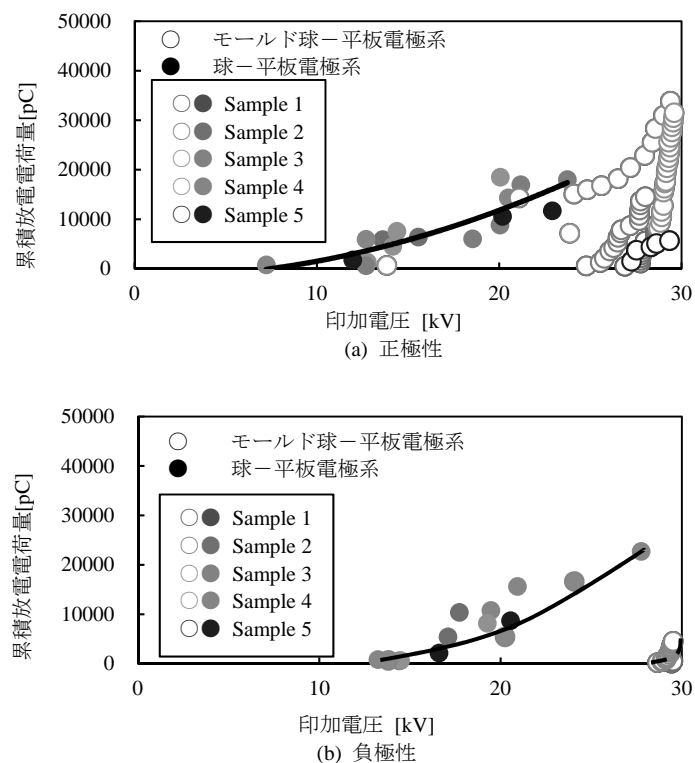 50000
40000
30000
20000
10000
0
累積放電電荷量[pC]
モールド球－平板電極系
球－平板電極系
Sample 1
Sample 2
Sample 3
Sample 4
Sample 5
0 10 20 30
印加電圧 [kV]
(a) 正極性
50000
40000
30000
20000
10000
0
累積放電電荷量[pC]
モールド球－平板電極系
球－平板電極系
Sample 1
Sample 2
Sample 3
Sample 4
Sample 5
0 10 20 30
印加電圧 [kV]
(b) 負極性